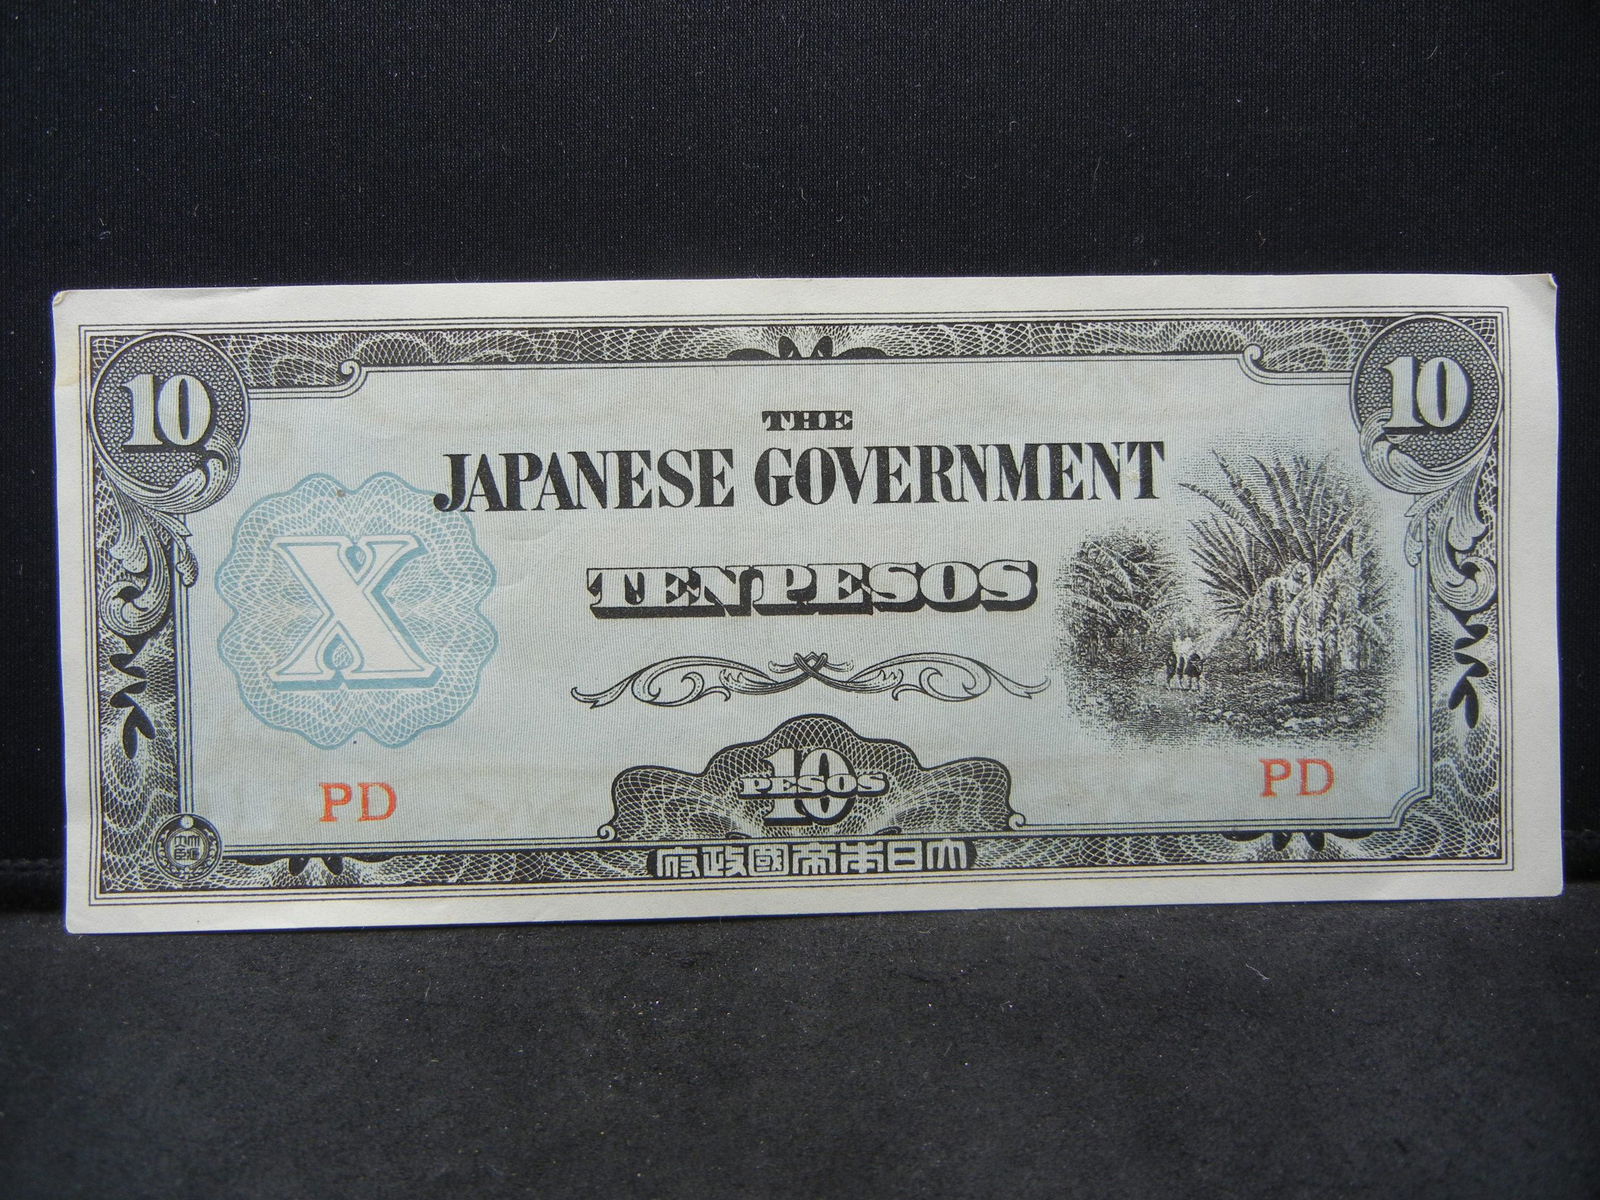 10
10
THE
JAPANESE GOVERNMENT
TEN PESOS
X
PD
PD
10
PESOS
府政國帝本日大